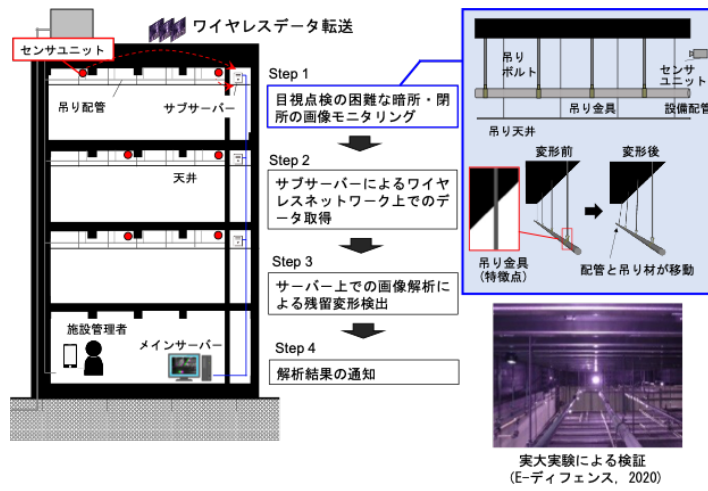 ワイヤレスデータ転送
センサユニット
吊り配管
サブサーバー
天井
施設管理者
メインサーバー
Step 1
目視点検の困難な暗所・閉
所の画像モニタリング
Step 2
サブサーバーによるワイヤ
レスネットワーク上での
データ取得
Step 3
サーバー上での画像解析に
よる残留変形検出
Step 4
解析結果の通知
吊り
ボルト
センサ
ユニット
吊り金具
設備配管
吊り天井
変形前
変形後
吊り金具
(特徴点)
配管と吊り材が移動
実大実験による検証
(E-ディフェンス, 2020)